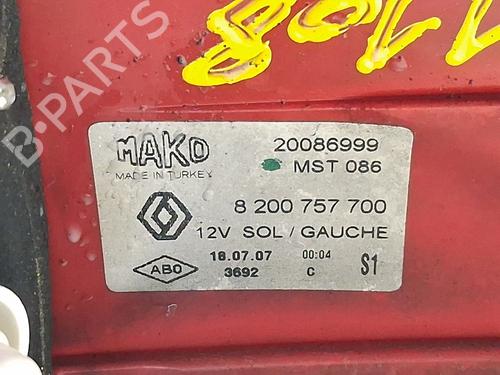 1108
B-PARTS
MAKO
MADE IN TURKEY
20086999
MST 086
8 200 757 700
12V SOL / GAUCHE
ABO
18.07.07
3692
00:04
C
S1